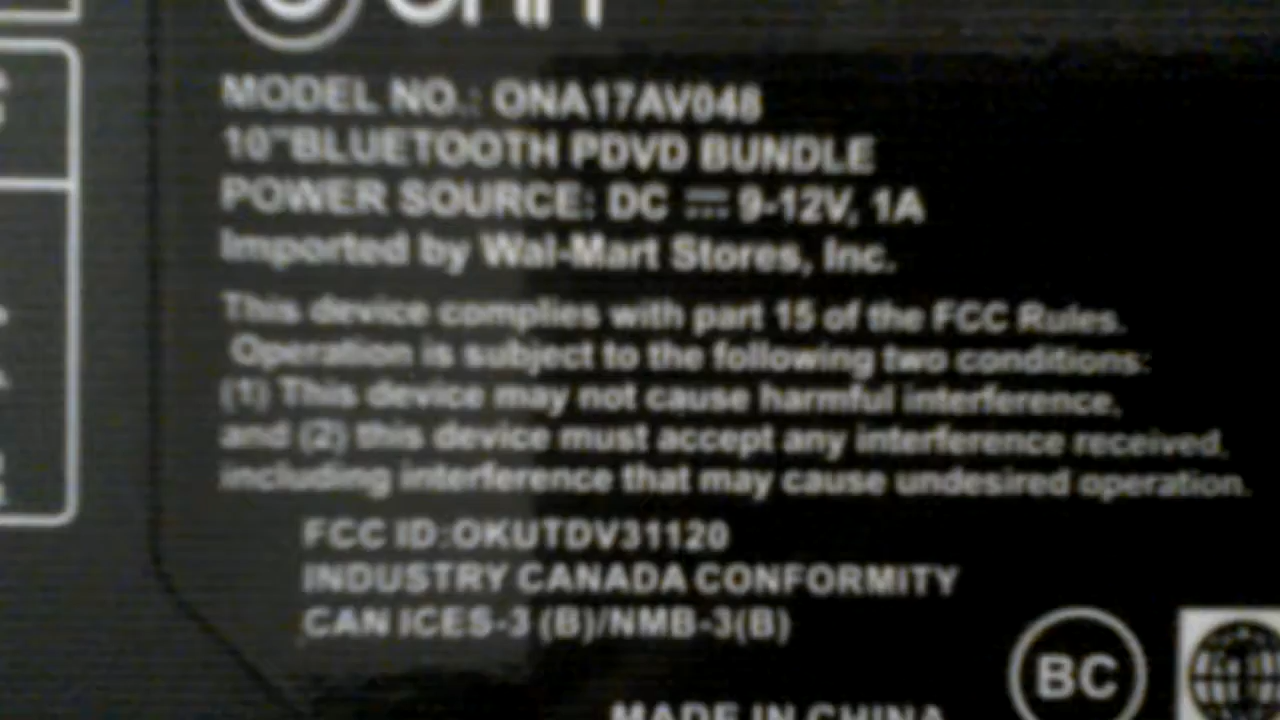 onn
MODEL NO.: ONA17AV048
10"BLUETOOTH PDVD BUNDLE
POWER SOURCE: DC ⎓ 9-12V, 1A
Imported by Wal-Mart Stores, Inc.
This device complies with part 15 of the FCC Rules.
Operation is subject to the following two conditions:
(1) This device may not cause harmful interference,
and (2) this device must accept any interference received,
including interference that may cause undesired operation.
FCC ID:OKUTDV31120
INDUSTRY CANADA CONFORMITY
CAN ICES-3 (B)/NMB-3(B)
BC
MADE IN CHINA